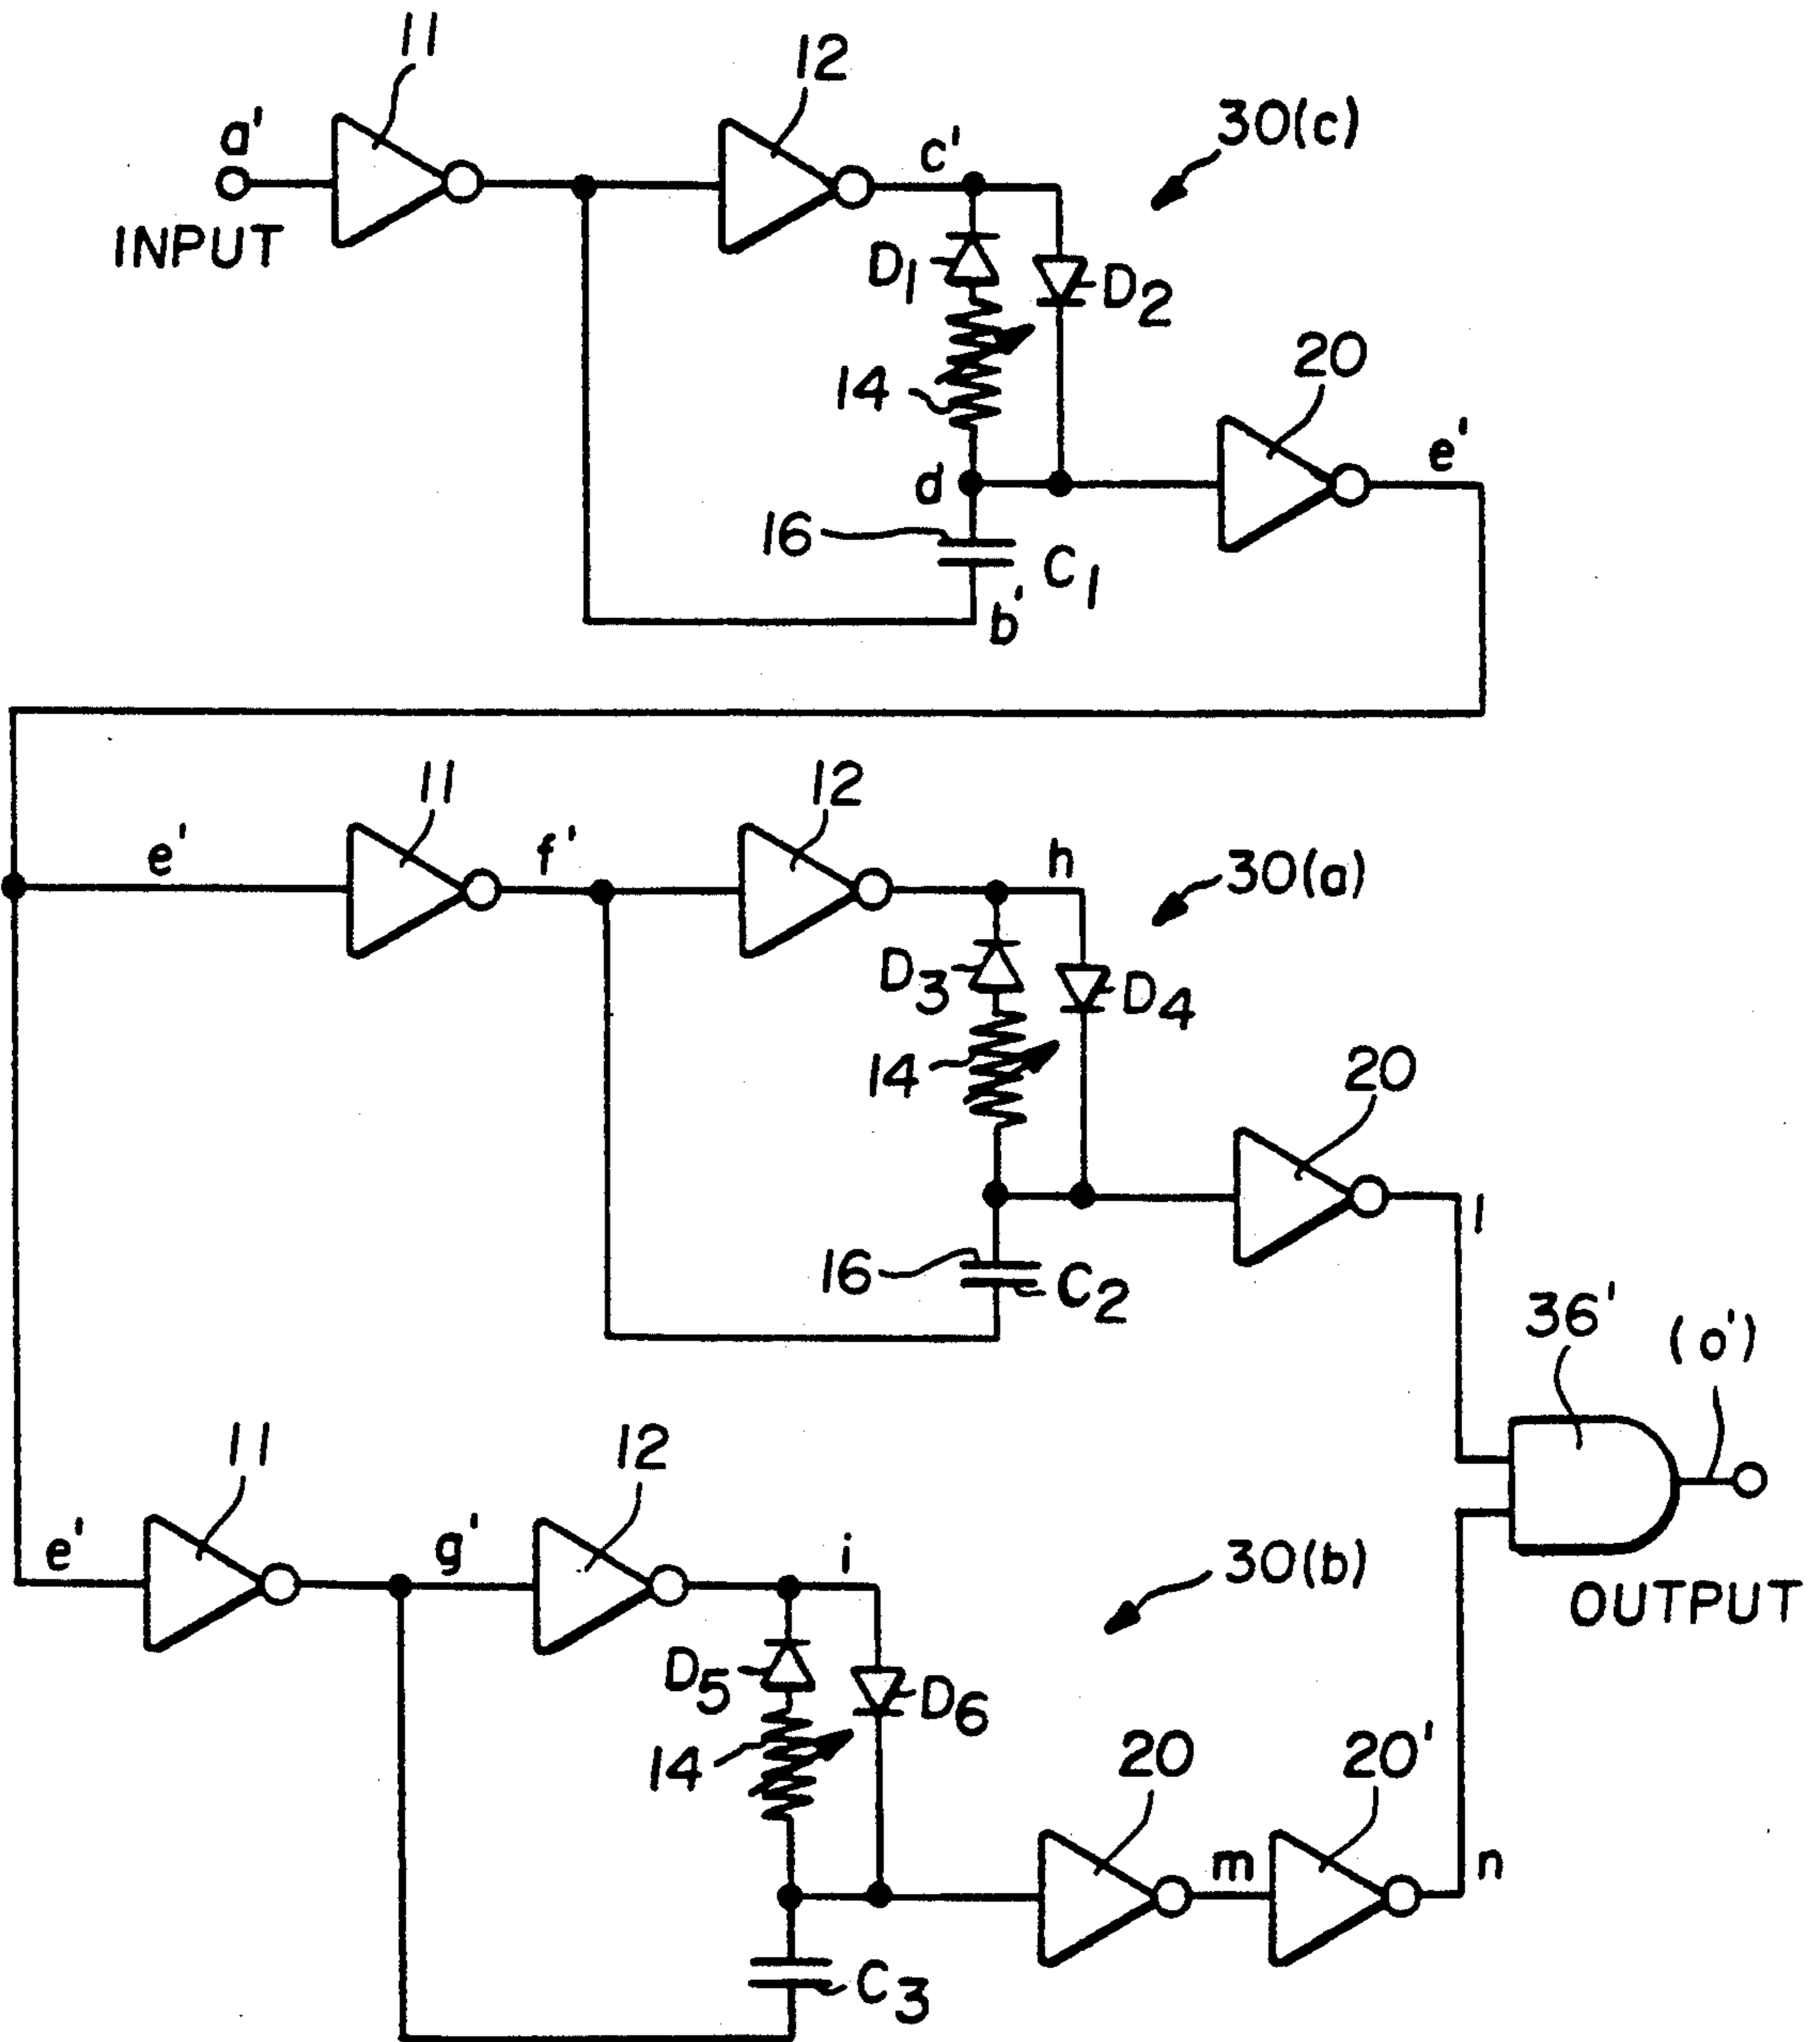 11
12
a'
c'
30(c)
INPUT
D1
D2
14
20
d
e'
16
C1
b'
11
12
e'
f'
h
30(a)
D3
D4
14
20
l
16
C2
36'
(o')
11
12
e'
g'
i
30(b)
OUTPUT
D5
D6
14
20
20'
m
n
C3